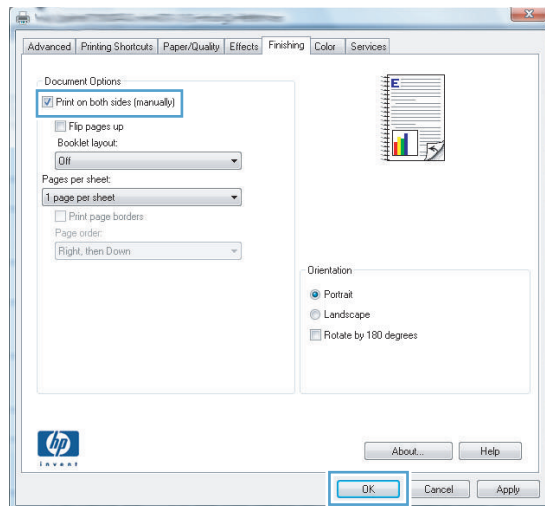 Advanced Printing Shortcuts Paper/Quality Effects Finishing Color Services
Document Options
Print on both sides (manually)
Flip pages up
Booklet layout:
Off
Pages per sheet:
1 page per sheet
Print page borders
Page order:
Right, then Down
E
Orientation
Portrait
Landscape
Rotate by 180 degrees
hp
invent
About... Help
OK Cancel Apply